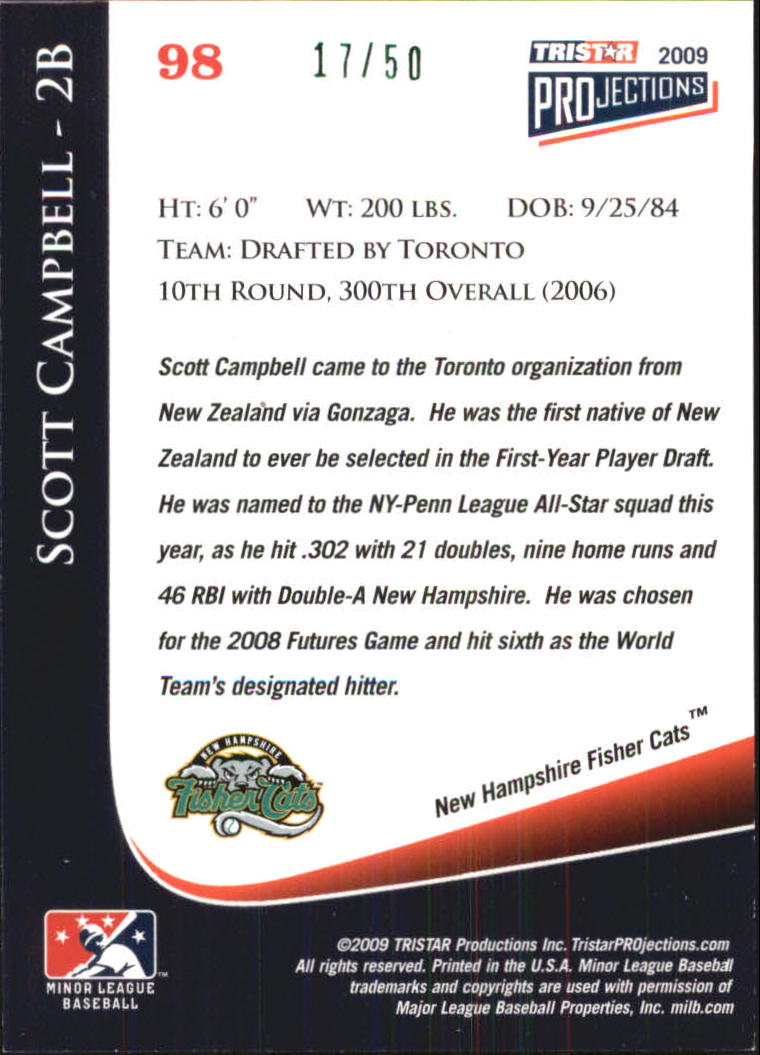 98
17/50
TRISTAR 2009
PROJECTIONS
SCOTT CAMPBELL - 2B
HT: 6' 0" WT: 200 LBS. DOB: 9/25/84
TEAM: DRAFTED BY TORONTO
10TH ROUND, 300TH OVERALL (2006)
Scott Campbell came to the Toronto organization from
New Zealand via Gonzaga. He was the first native of New
Zealand to ever be selected in the First-Year Player Draft.
He was named to the NY-Penn League All-Star squad this
year, as he hit .302 with 21 doubles, nine home runs and
46 RBI with Double-A New Hampshire. He was chosen
for the 2008 Futures Game and hit sixth as the World
Team's designated hitter.
NEW HAMPSHIRE
Fisher Cats
New Hampshire Fisher Cats™
MINOR LEAGUE
BASEBALL
©2009 TRISTAR Productions Inc. TristarPROjections.com
All rights reserved. Printed in the U.S.A. Minor League Baseball
trademarks and copyrights are used with permission of
Major League Baseball Properties, Inc. milb.com